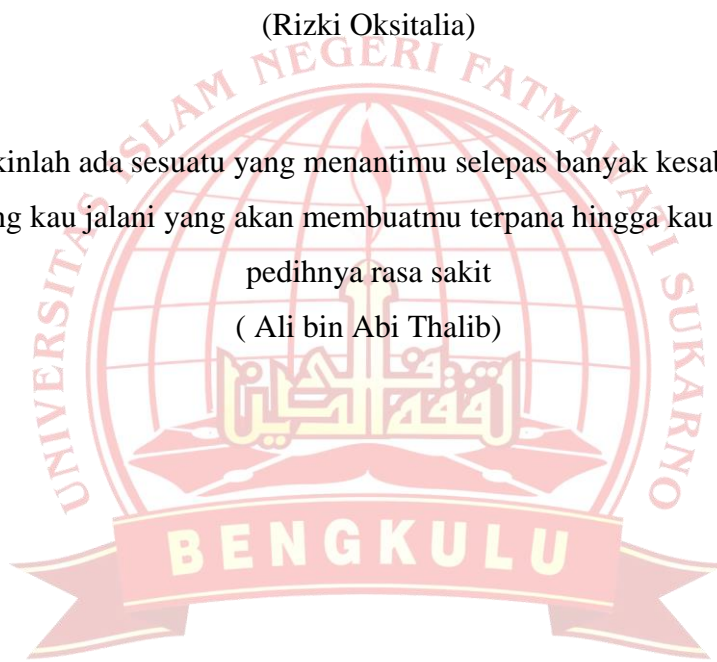 (Rizki Oksitalia)
kinlah ada sesuatu yang menantimu selepas banyak kesab
ng kau jalani yang akan membuatmu terpana hingga kau
pedihnya rasa sakit
( Ali bin Abi Thalib)
UNIVERSITAS ISLAM NEGERI FATMAWATI SUKARNO
BENGKULU